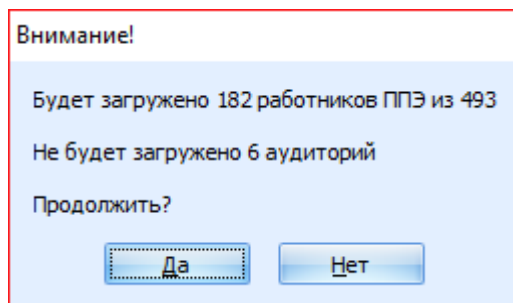 Внимание!
Будет загружено 182 работников ППЭ из 493
Не будет загружено 6 аудиторий
Продолжить?
Да
Нет